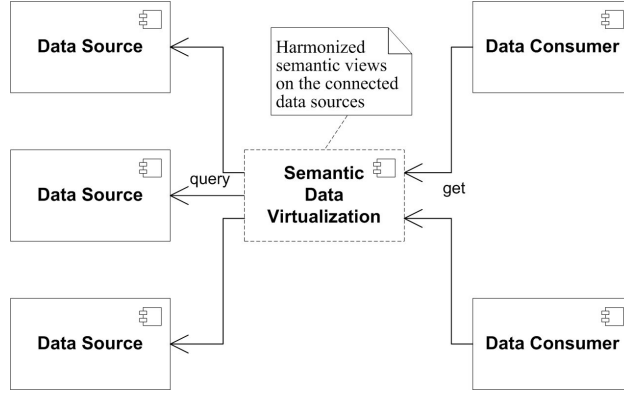 Data Source
Harmonized
semantic views
on the connected
data sources
Data Consumer
Data Source
query
Semantic
Data
Virtualization
get
Data Source
Data Consumer